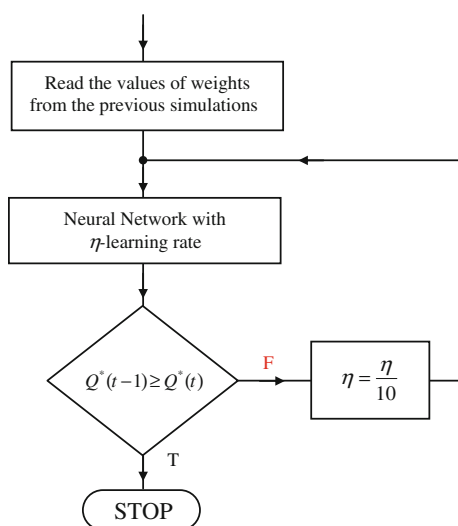 Read the values of weights
from the previous simulations
Neural Network with
η-learning rate
Q*(t−1) ≥ Q*(t)
F
η = η/10
T
STOP